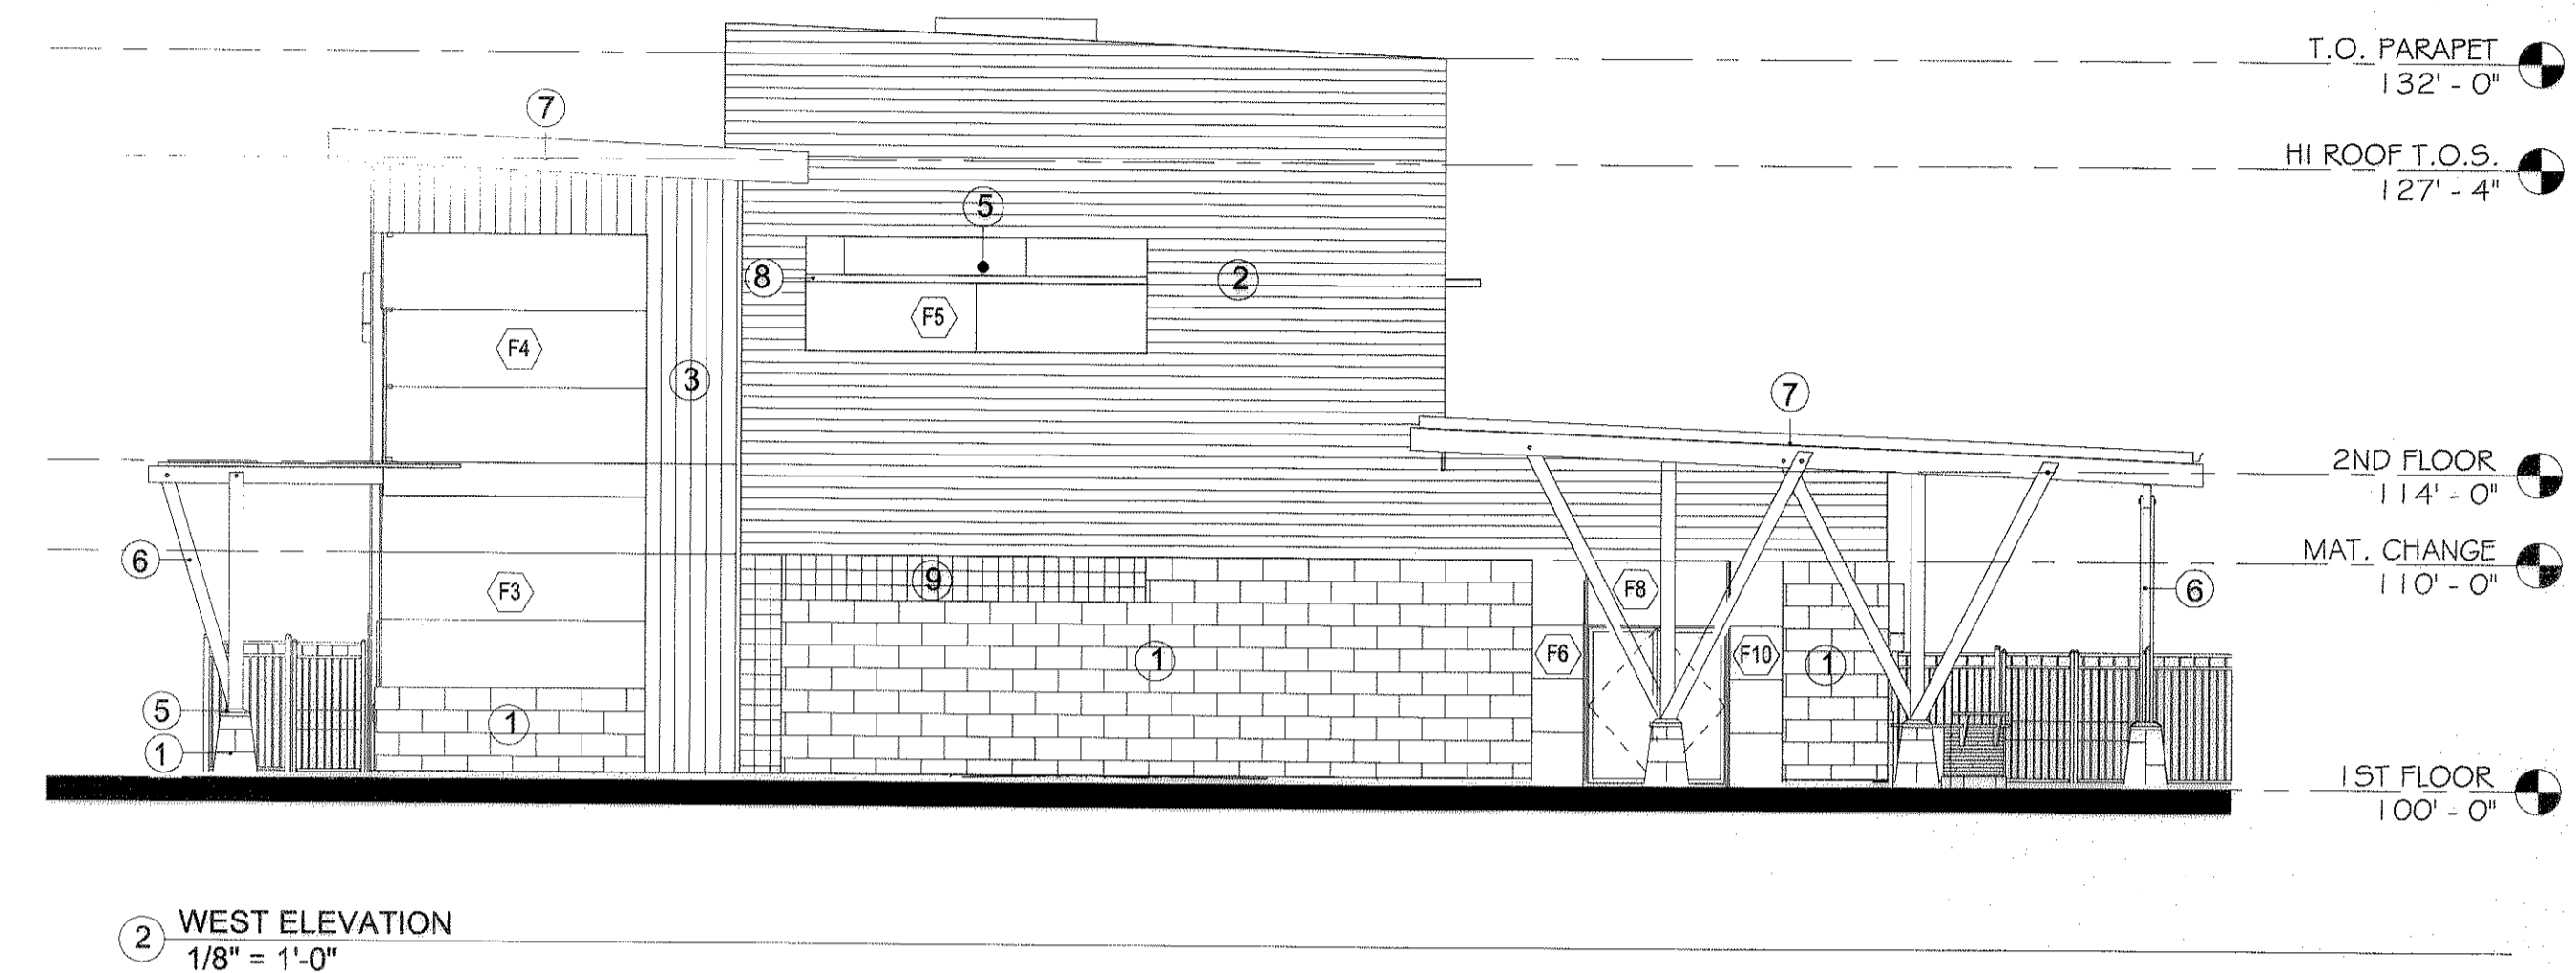 T.O. PARAPET
132' - 0"
7
HI ROOF T.O.S.
127' - 4"
5
8
2
F5
F4
3
7
2ND FLOOR
114' - 0"
6
F3
9
MAT. CHANGE
110' - 0"
F8
6
F6
F10
1
1
5
1
1
1ST FLOOR
100' - 0"
2
WEST ELEVATION
1/8" = 1'-0"